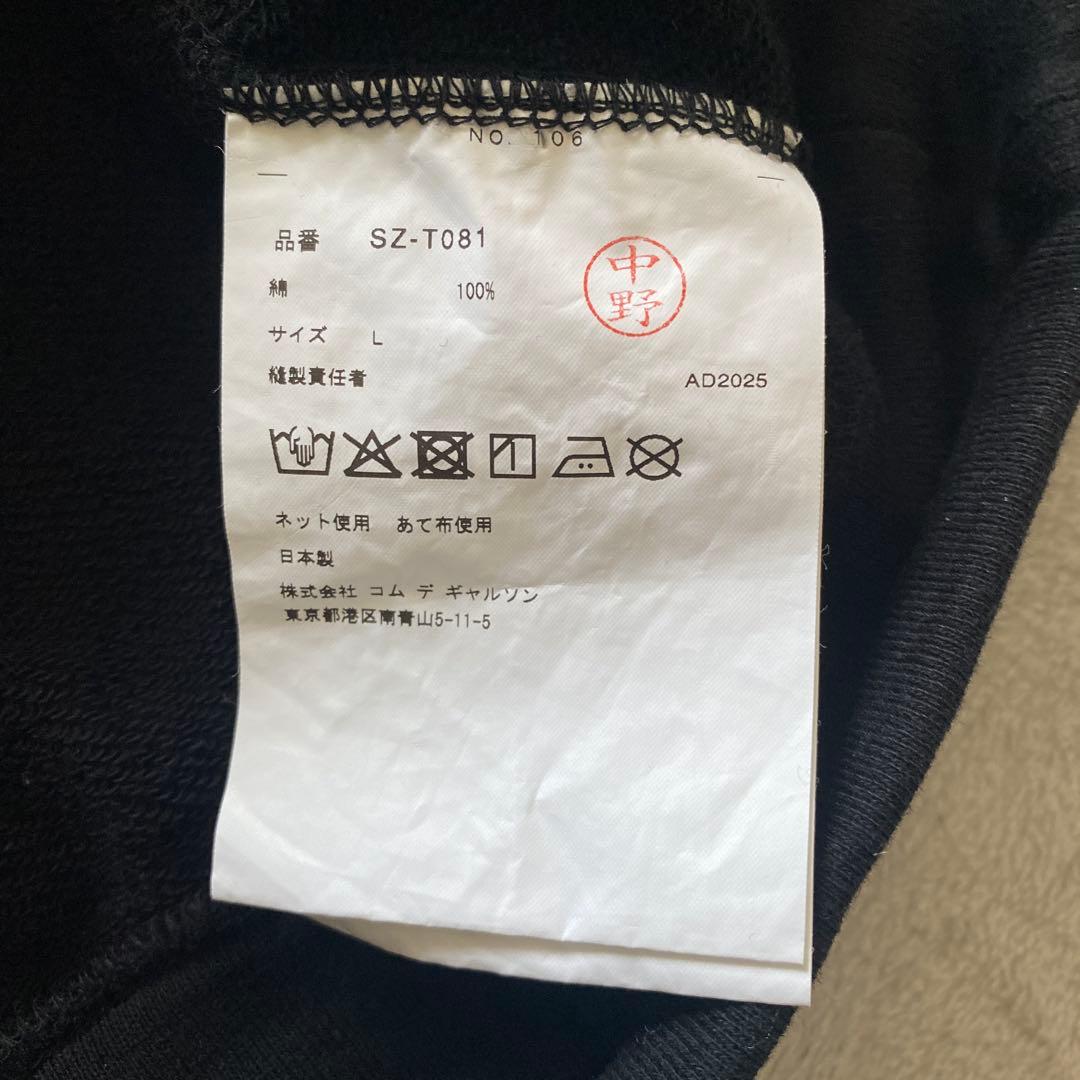 NO. 106
品番 SZ-T081
綿 100%
中野
サイズ L
縫製責任者 AD2025
ネット使用 あて布使用
日本製
株式会社 コム デ ギャルソン
東京都港区南青山5-11-5